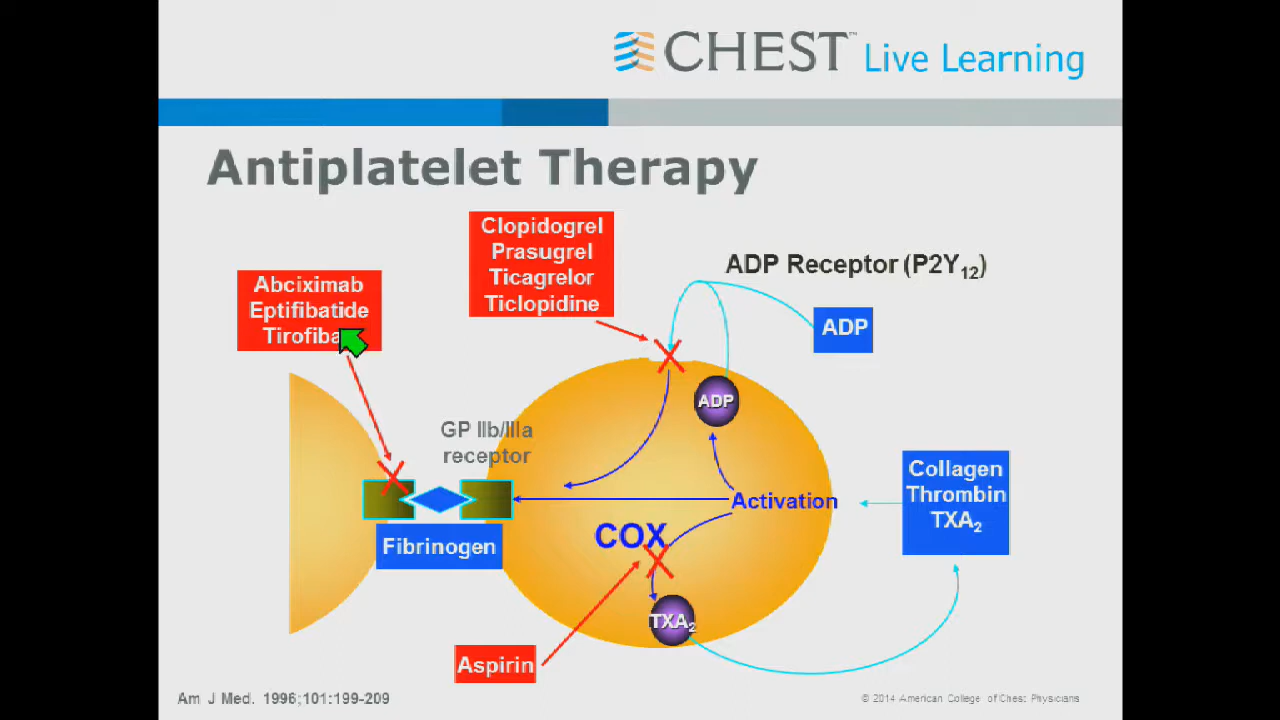 CHEST™ Live Learning
Antiplatelet Therapy
Clopidogrel
Prasugrel
Ticagrelor
Ticlopidine
ADP Receptor (P2Y₁₂)
Abciximab
Eptifibatide
Tirofiba
ADP
ADP
GP IIb/IIIa
receptor
Collagen
Thrombin
TXA₂
Activation
COX
Fibrinogen
TXA₂
Aspirin
Am J Med. 1996;101:199-209
© 2014 American College of Chest Physicians